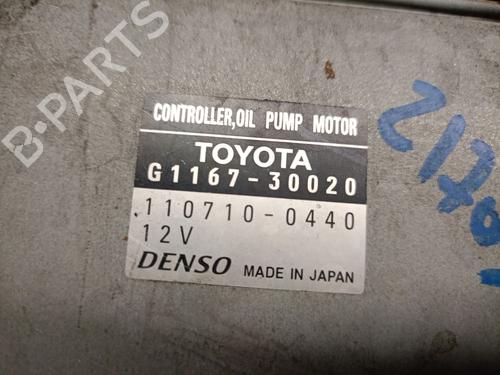 B-PARTS
CONTROLLER,OIL PUMP MOTOR
TOYOTA
G1167-30020
110710-0440
12V
DENSO MADE IN JAPAN